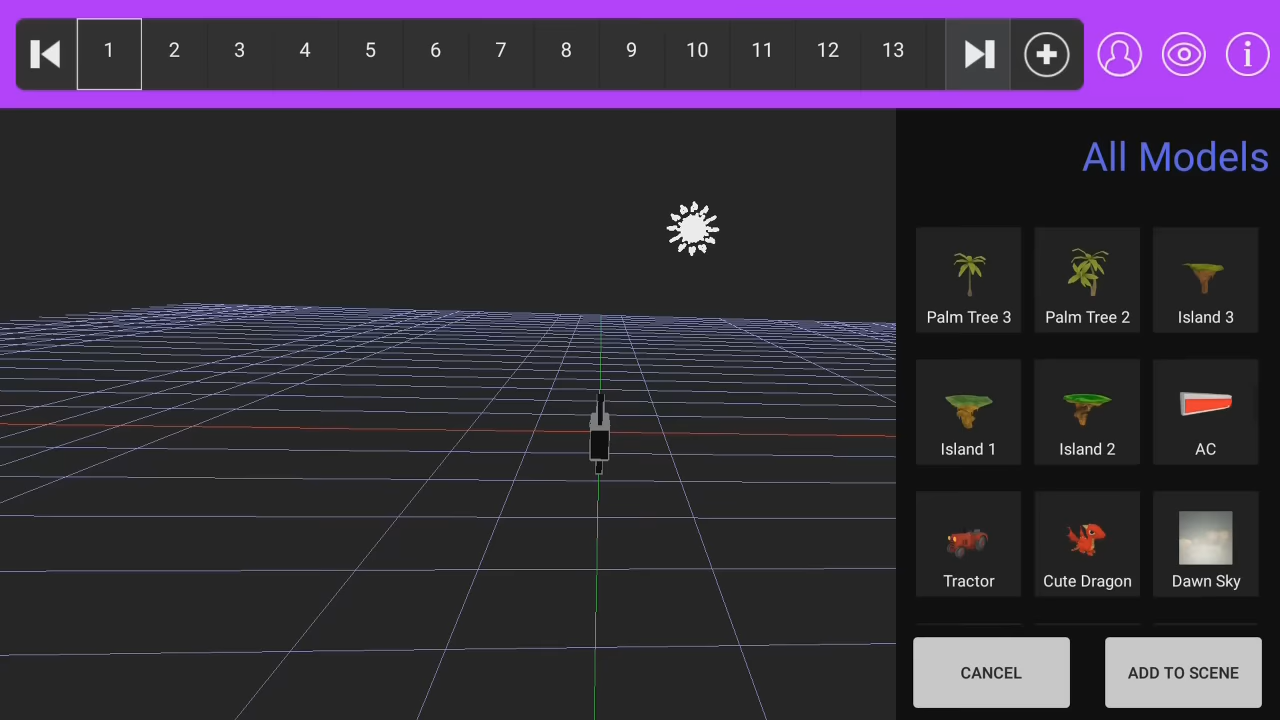 1 2 3 4 5 6 7 8 9 10 11 12 13
i
All Models
Palm Tree 3 Palm Tree 2 Island 3
Island 1 Island 2 AC
Tractor Cute Dragon Dawn Sky
CANCEL ADD TO SCENE